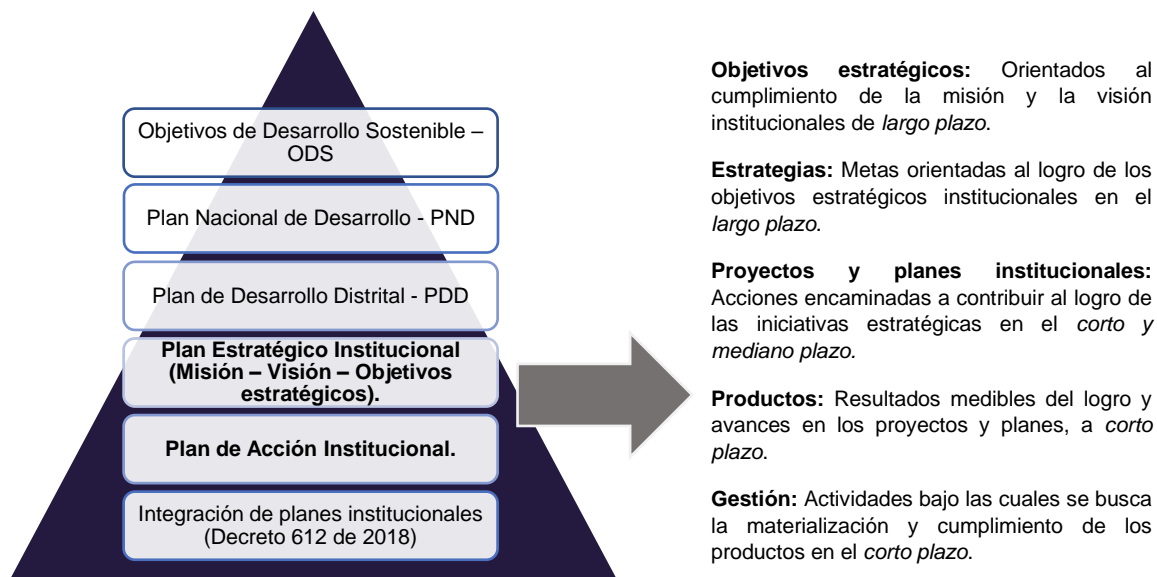 Objetivos de Desarrollo Sostenible –
ODS
Plan Nacional de Desarrollo - PND
Plan de Desarrollo Distrital - PDD
Plan Estratégico Institucional
(Misión – Visión – Objetivos
estratégicos).
Plan de Acción Institucional.
Integración de planes institucionales
(Decreto 612 de 2018)
Objetivos estratégicos: Orientados al
cumplimiento de la misión y la visión
institucionales de largo plazo.
Estrategias: Metas orientadas al logro de los
objetivos estratégicos institucionales en el
largo plazo.
Proyectos y planes institucionales:
Acciones encaminadas a contribuir al logro de
las iniciativas estratégicas en el corto y
mediano plazo.
Productos: Resultados medibles del logro y
avances en los proyectos y planes, a corto
plazo.
Gestión: Actividades bajo las cuales se busca
la materialización y cumplimiento de los
productos en el corto plazo.